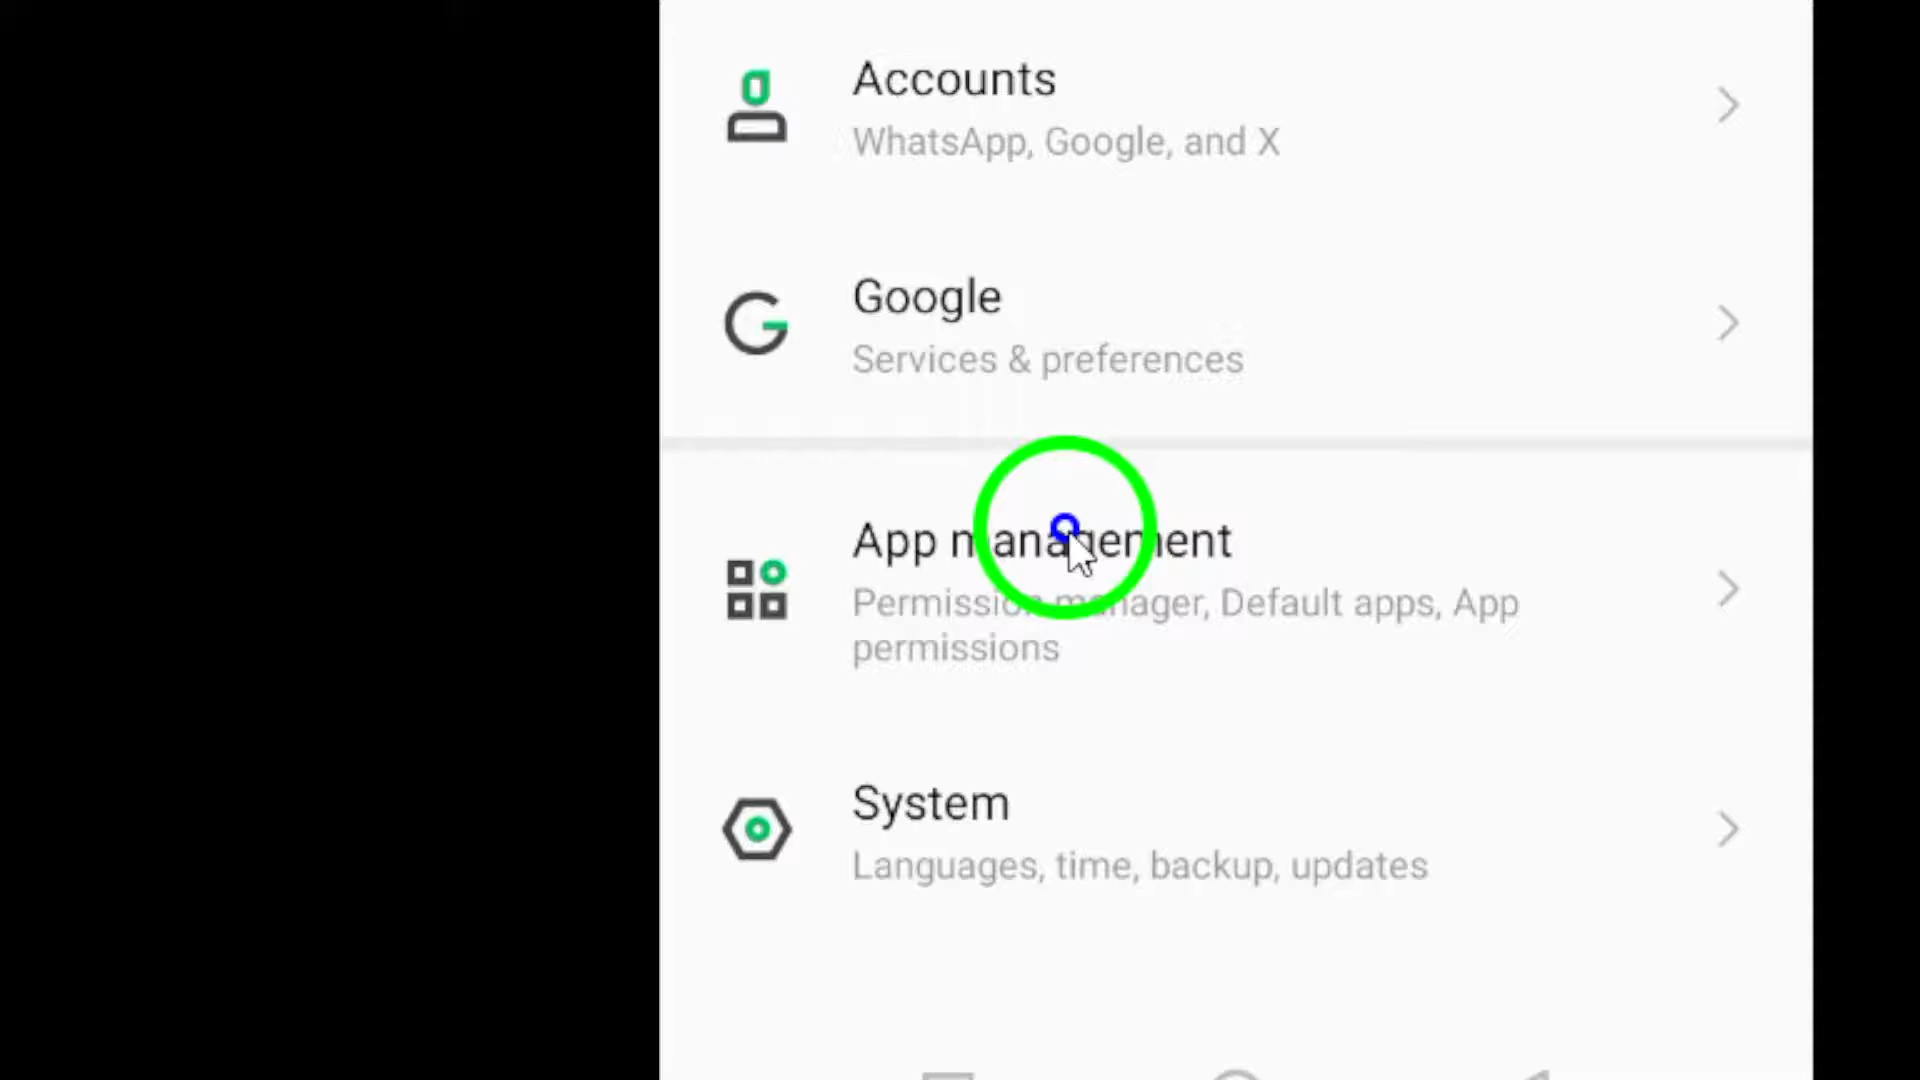 Accounts
WhatsApp, Google, and X
Google
Services & preferences
App management
Permission manager, Default apps, App
permissions
System
Languages, time, backup, updates